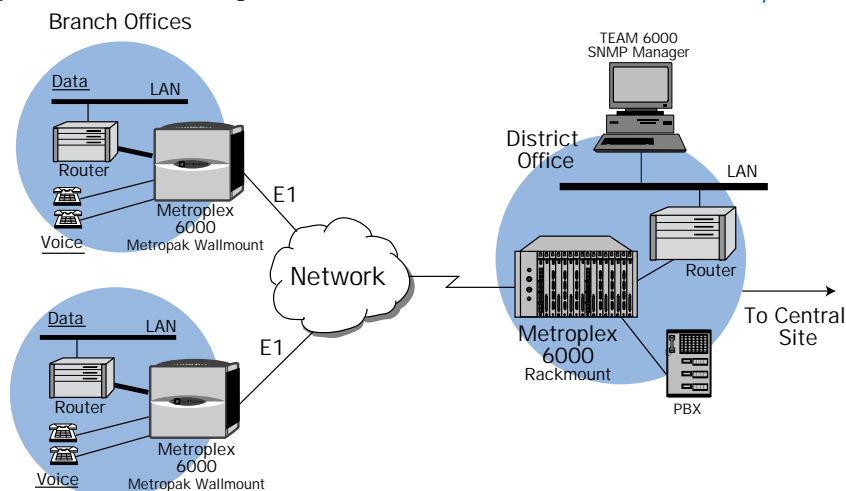 Branch Offices
Data
LAN
Router
Voice
Metroplex
6000
Metropak Wallmount
E1
Data
LAN
Router
Voice
Metroplex
6000
Metropak Wallmount
E1
Network
TEAM 6000
SNMP Manager
District
Office
LAN
Router
Metroplex
6000
Rackmount
PBX
To Central
Site